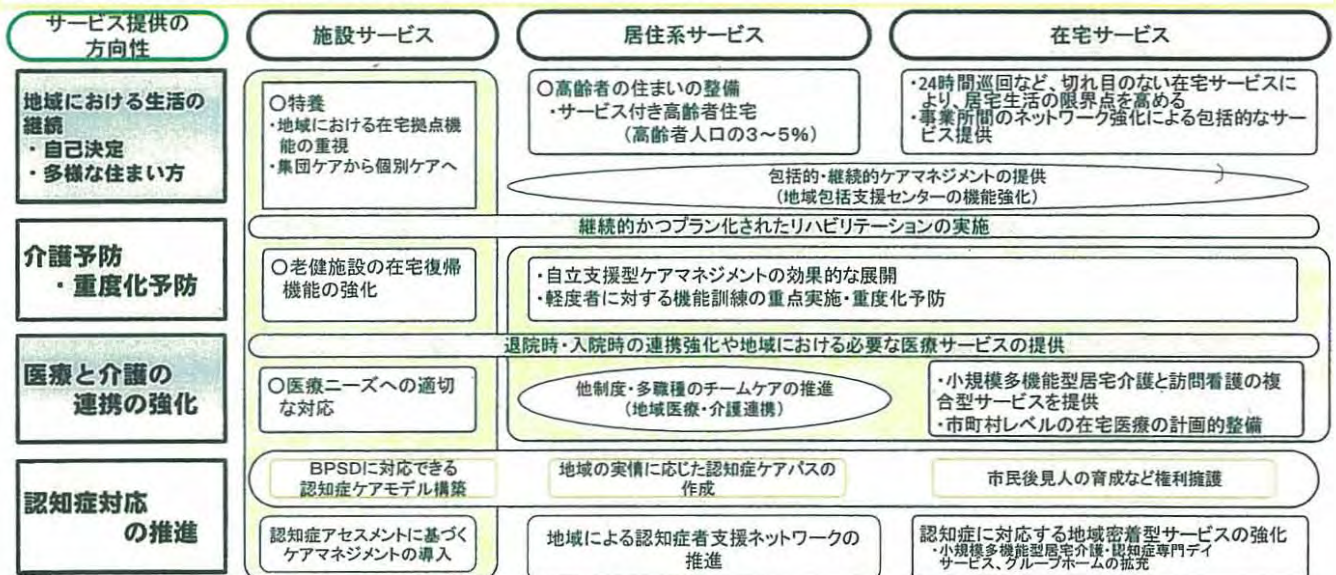 サービス提供の
方向性
施設サービス
居住系サービス
在宅サービス
地域における生活の
継続
・ 自己決定
・ 多様な住まい方
○特養
・地域における在宅拠点機
能の重視
・集団ケアから個別ケアへ
○高齢者の住まいの整備
・サービス付き高齢者住宅
(高齢者人口の3～5%)
・24時間巡回など、切れ目のない在宅サービスに
より、居宅生活の限界点を高める
・事業所間のネットワーク強化による包括的なサー
ビス提供
包括的・継続的ケアマネジメントの提供
(地域包括支援センターの機能強化)
継続的かつプラン化されたリハビリテーションの実施
介護予防
・重度化予防
○老健施設の在宅復帰
機能の強化
・自立支援型ケアマネジメントの効果的な展開
・軽度者に対する機能訓練の重点実施・重度化予防
退院時・入院時の連携強化や地域における必要な医療サービスの提供
医療と介護の
連携の強化
○医療ニーズへの適切
な対応
他制度・多職種のチームケアの推進
(地域医療・介護連携)
・小規模多機能型居宅介護と訪問看護の複
合型サービスを提供
・市町村レベルの在宅医療の計画的整備
認知症対応
の推進
BPSDに対応できる
認知症ケアモデル構築
地域の実情に応じた認知症ケアパスの
作成
市民後見人の育成など権利擁護
認知症アセスメントに基づく
ケアマネジメントの導入
地域による認知症者支援ネットワークの
推進
認知症に対応する地域密着型サービスの強化
・小規模多機能型居宅介護・認知症専門デイ
サービス、グループホームの拡充